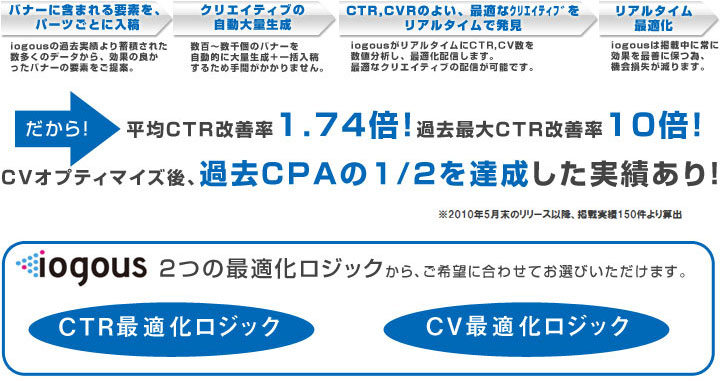 バナーに含まれる要素を、
パーツごとに入稿
iogousの過去実績より蓄積された
数多くのデータから、効果の良か
ったバナーの要素をご提案。
クリエイティブの
自動大量生成
数百~数千個のバナーを
自動的に大量生成+一括入稿
するため手間がかかりません。
CTR,CVRのよい、最適なｸﾘｴｲﾃｨﾌﾞを
リアルタイムで発見
iogousがリアルタイムにCTR,CV数を
数値分析し、最適化配信します。
最適なクリエイティブの配信が可能です。
リアルタイム
最適化
iogousは掲載中に常に
効果を最善に保つ為、
機会損失が減ります。
だから! 平均CTR改善率1.74倍!過去最大CTR改善率10倍!
CVオプティマイズ後、過去CPAの1/2を達成した実績あり!
※2010年5月末のリリース以降、掲載実績150件より算出
iogous 2つの最適化ロジックから、ご希望に合わせてお選びいただけます。
CTR最適化ロジック
CV最適化ロジック